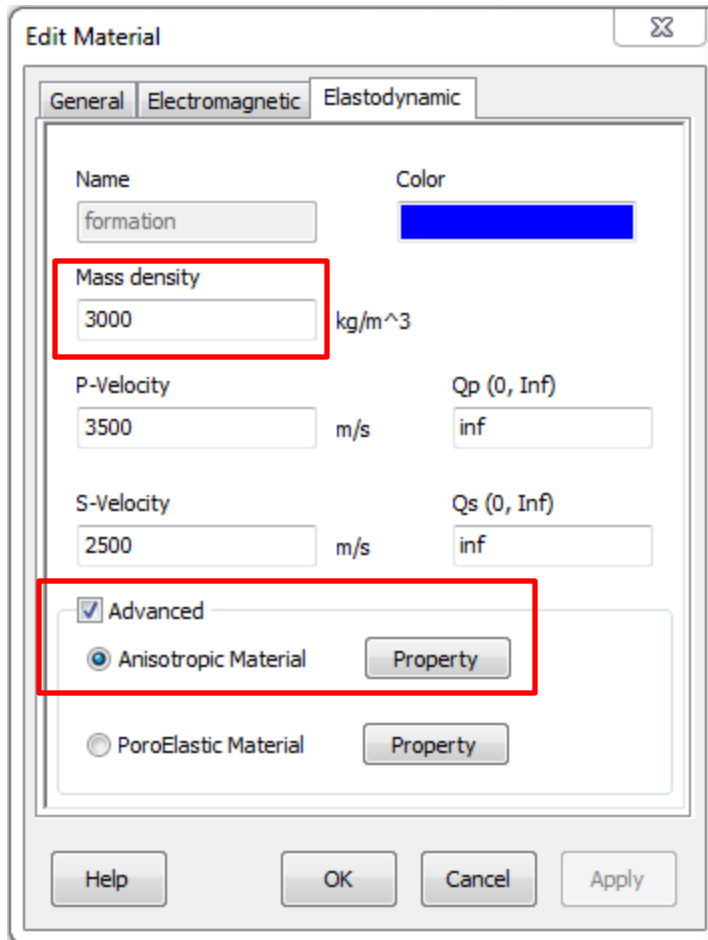 Edit Material
General Electromagnetic Elastodynamic
Name Color
formation
Mass density
3000 kg/m^3
P-Velocity Qp (0, Inf)
3500 m/s inf
S-Velocity Qs (0, Inf)
2500 m/s inf
Advanced
Anisotropic Material Property
PoroElastic Material Property
Help OK Cancel Apply